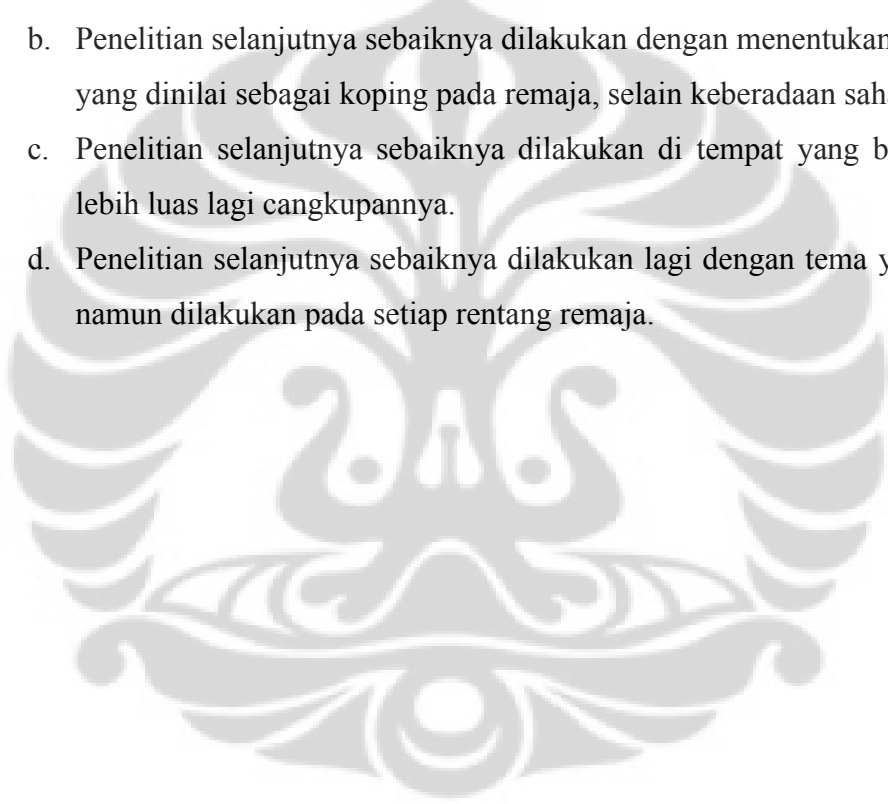 b. Penelitian selanjutnya sebaiknya dilakukan dengan menentukan
yang dinilai sebagai koping pada remaja, selain keberadaan
c. Penelitian selanjutnya sebaiknya dilakukan di tempat yang
lebih luas lagi cangkupannya.
d. Penelitian selanjutnya sebaiknya dilakukan lagi dengan tema
namun dilakukan pada setiap rentang remaja.